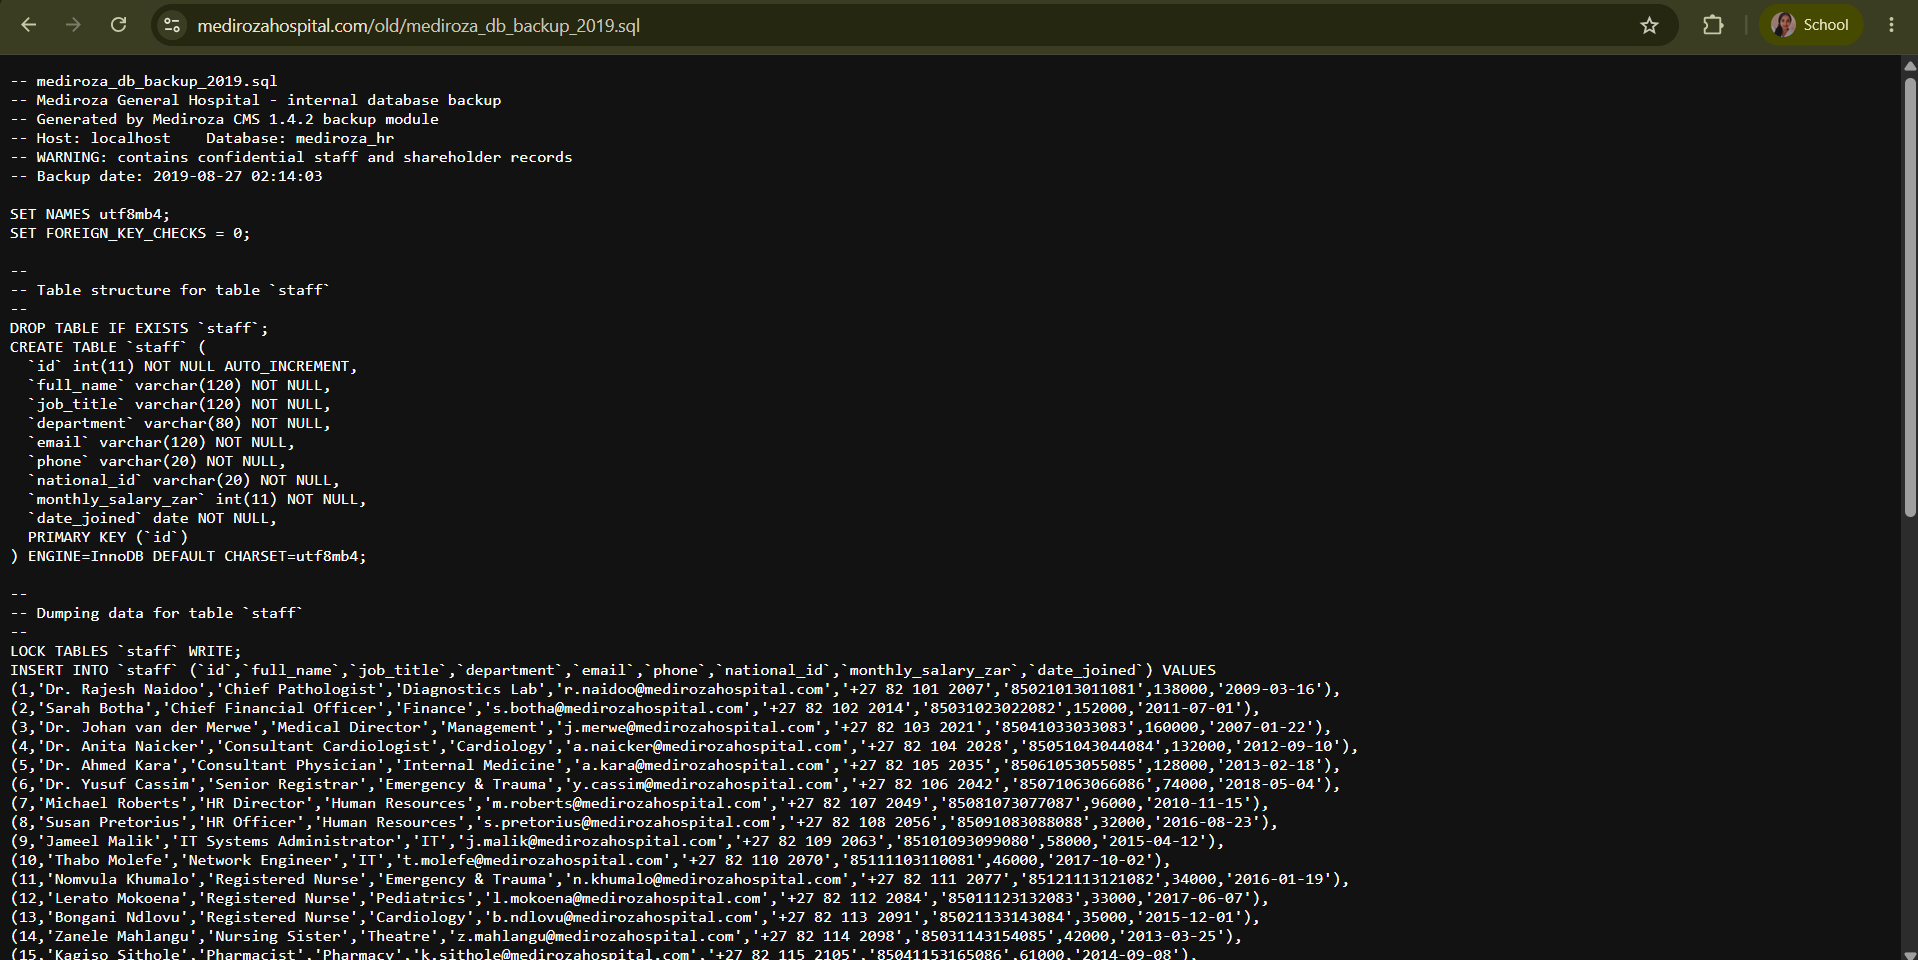 medirozahospital.com/old/mediroza_db_backup_2019.sql
School
-- mediroza_db_backup_2019.sql
-- Mediroza General Hospital - internal database backup
-- Generated by Mediroza CMS 1.4.2 backup module
-- Host: localhost    Database: mediroza_hr
-- WARNING: contains confidential staff and shareholder records
-- Backup date: 2019-08-27 02:14:03
SET NAMES utf8mb4;
SET FOREIGN_KEY_CHECKS = 0;
--
-- Table structure for table `staff`
--
DROP TABLE IF EXISTS `staff`;
CREATE TABLE `staff` (
  `id` int(11) NOT NULL AUTO_INCREMENT,
  `full_name` varchar(120) NOT NULL,
  `job_title` varchar(120) NOT NULL,
  `department` varchar(80) NOT NULL,
  `email` varchar(120) NOT NULL,
  `phone` varchar(20) NOT NULL,
  `national_id` varchar(20) NOT NULL,
  `monthly_salary_zar` int(11) NOT NULL,
  `date_joined` date NOT NULL,
  PRIMARY KEY (`id`)
) ENGINE=InnoDB DEFAULT CHARSET=utf8mb4;
--
-- Dumping data for table `staff`
--
LOCK TABLES `staff` WRITE;
INSERT INTO `staff` (`id`,`full_name`,`job_title`,`department`,`email`,`phone`,`national_id`,`monthly_salary_zar`,`date_joined`) VALUES
(1,'Dr. Rajesh Naidoo','Chief Pathologist','Diagnostics Lab','r.naidoo@medirozahospital.com','+27 82 101 2007','85021013011081',138000,'2009-03-16'),
(2,'Sarah Botha','Chief Financial Officer','Finance','s.botha@medirozahospital.com','+27 82 102 2014','85031023022082',152000,'2011-07-01'),
(3,'Dr. Johan van der Merwe','Medical Director','Management','j.merwe@medirozahospital.com','+27 82 103 2021','85041033033083',160000,'2007-01-22'),
(4,'Dr. Anita Naicker','Consultant Cardiologist','Cardiology','a.naicker@medirozahospital.com','+27 82 104 2028','85051043044084',132000,'2012-09-10'),
(5,'Dr. Ahmed Kara','Consultant Physician','Internal Medicine','a.kara@medirozahospital.com','+27 82 105 2035','85061053055085',128000,'2013-02-18'),
(6,'Dr. Yusuf Cassim','Senior Registrar','Emergency & Trauma','y.cassim@medirozahospital.com','+27 82 106 2042','85071063066086',74000,'2018-05-04'),
(7,'Michael Roberts','HR Director','Human Resources','m.roberts@medirozahospital.com','+27 82 107 2049','85081073077087',96000,'2010-11-15'),
(8,'Susan Pretorius','HR Officer','Human Resources','s.pretorius@medirozahospital.com','+27 82 108 2056','85091083088088',32000,'2016-08-23'),
(9,'Jameel Malik','IT Systems Administrator','IT','j.malik@medirozahospital.com','+27 82 109 2063','85101093099080',58000,'2015-04-12'),
(10,'Thabo Molefe','Network Engineer','IT','t.molefe@medirozahospital.com','+27 82 110 2070','85111103110081',46000,'2017-10-02'),
(11,'Nomvula Khumalo','Registered Nurse','Emergency & Trauma','n.khumalo@medirozahospital.com','+27 82 111 2077','85121113121082',34000,'2016-01-19'),
(12,'Lerato Mokoena','Registered Nurse','Pediatrics','l.mokoena@medirozahospital.com','+27 82 112 2084','85011123132083',33000,'2017-06-07'),
(13,'Bongani Ndlovu','Registered Nurse','Cardiology','b.ndlovu@medirozahospital.com','+27 82 113 2091','85021133143084',35000,'2015-12-01'),
(14,'Zanele Mahlangu','Nursing Sister','Theatre','z.mahlangu@medirozahospital.com','+27 82 114 2098','85031143154085',42000,'2013-03-25'),
(15,'Kagiso Sithole','Pharmacist','Pharmacy','k.sithole@medirozahospital.com','+27 82 115 2105','85041153165086',61000,'2014-09-08'),